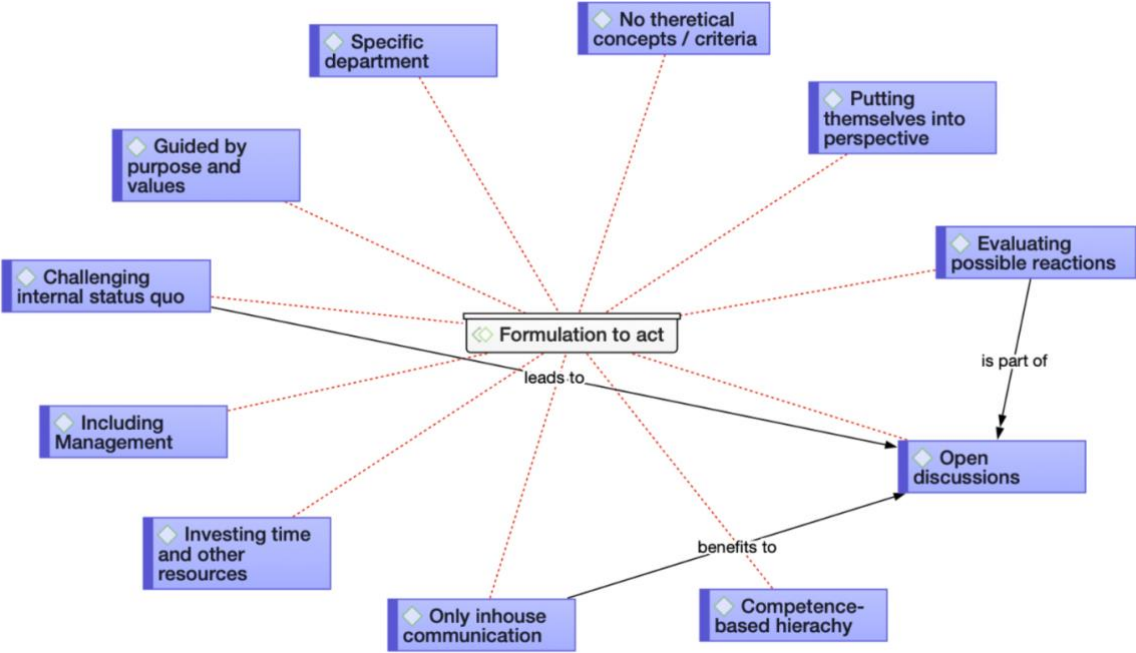 No theretical
concepts / criteria
Specific
department
Putting
themselves into
perspective
Guided by
purpose and
values
Evaluating
possible reactions
Challenging
internal status quo
Formulation to act
is part of
leads to
Including
Management
Open
discussions
Investing time
and other
resources
benefits to
Only inhouse
communication
Competence-
based hierachy